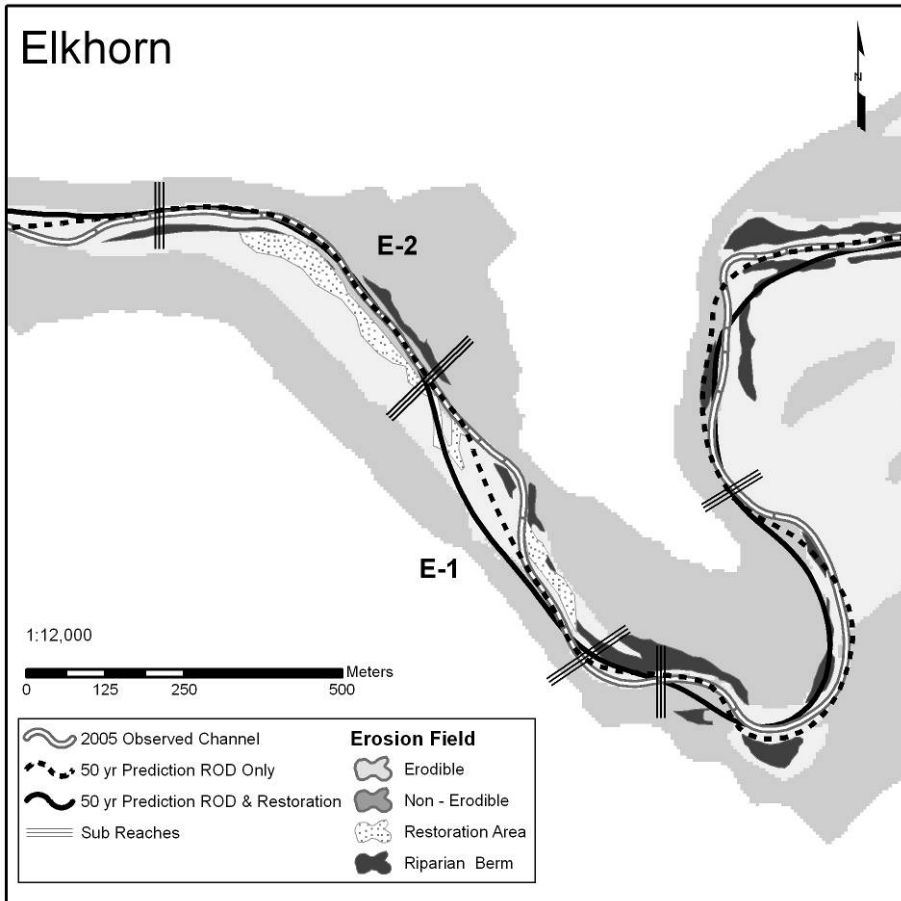 Elkhorn
N
E-2
E-1
1:12,000
Meters
0 125 250 500
2005 Observed Channel
50 yr Prediction ROD Only
50 yr Prediction ROD & Restoration
Sub Reaches
Erosion Field
Erodible
Non - Erodible
Restoration Area
Riparian Berm